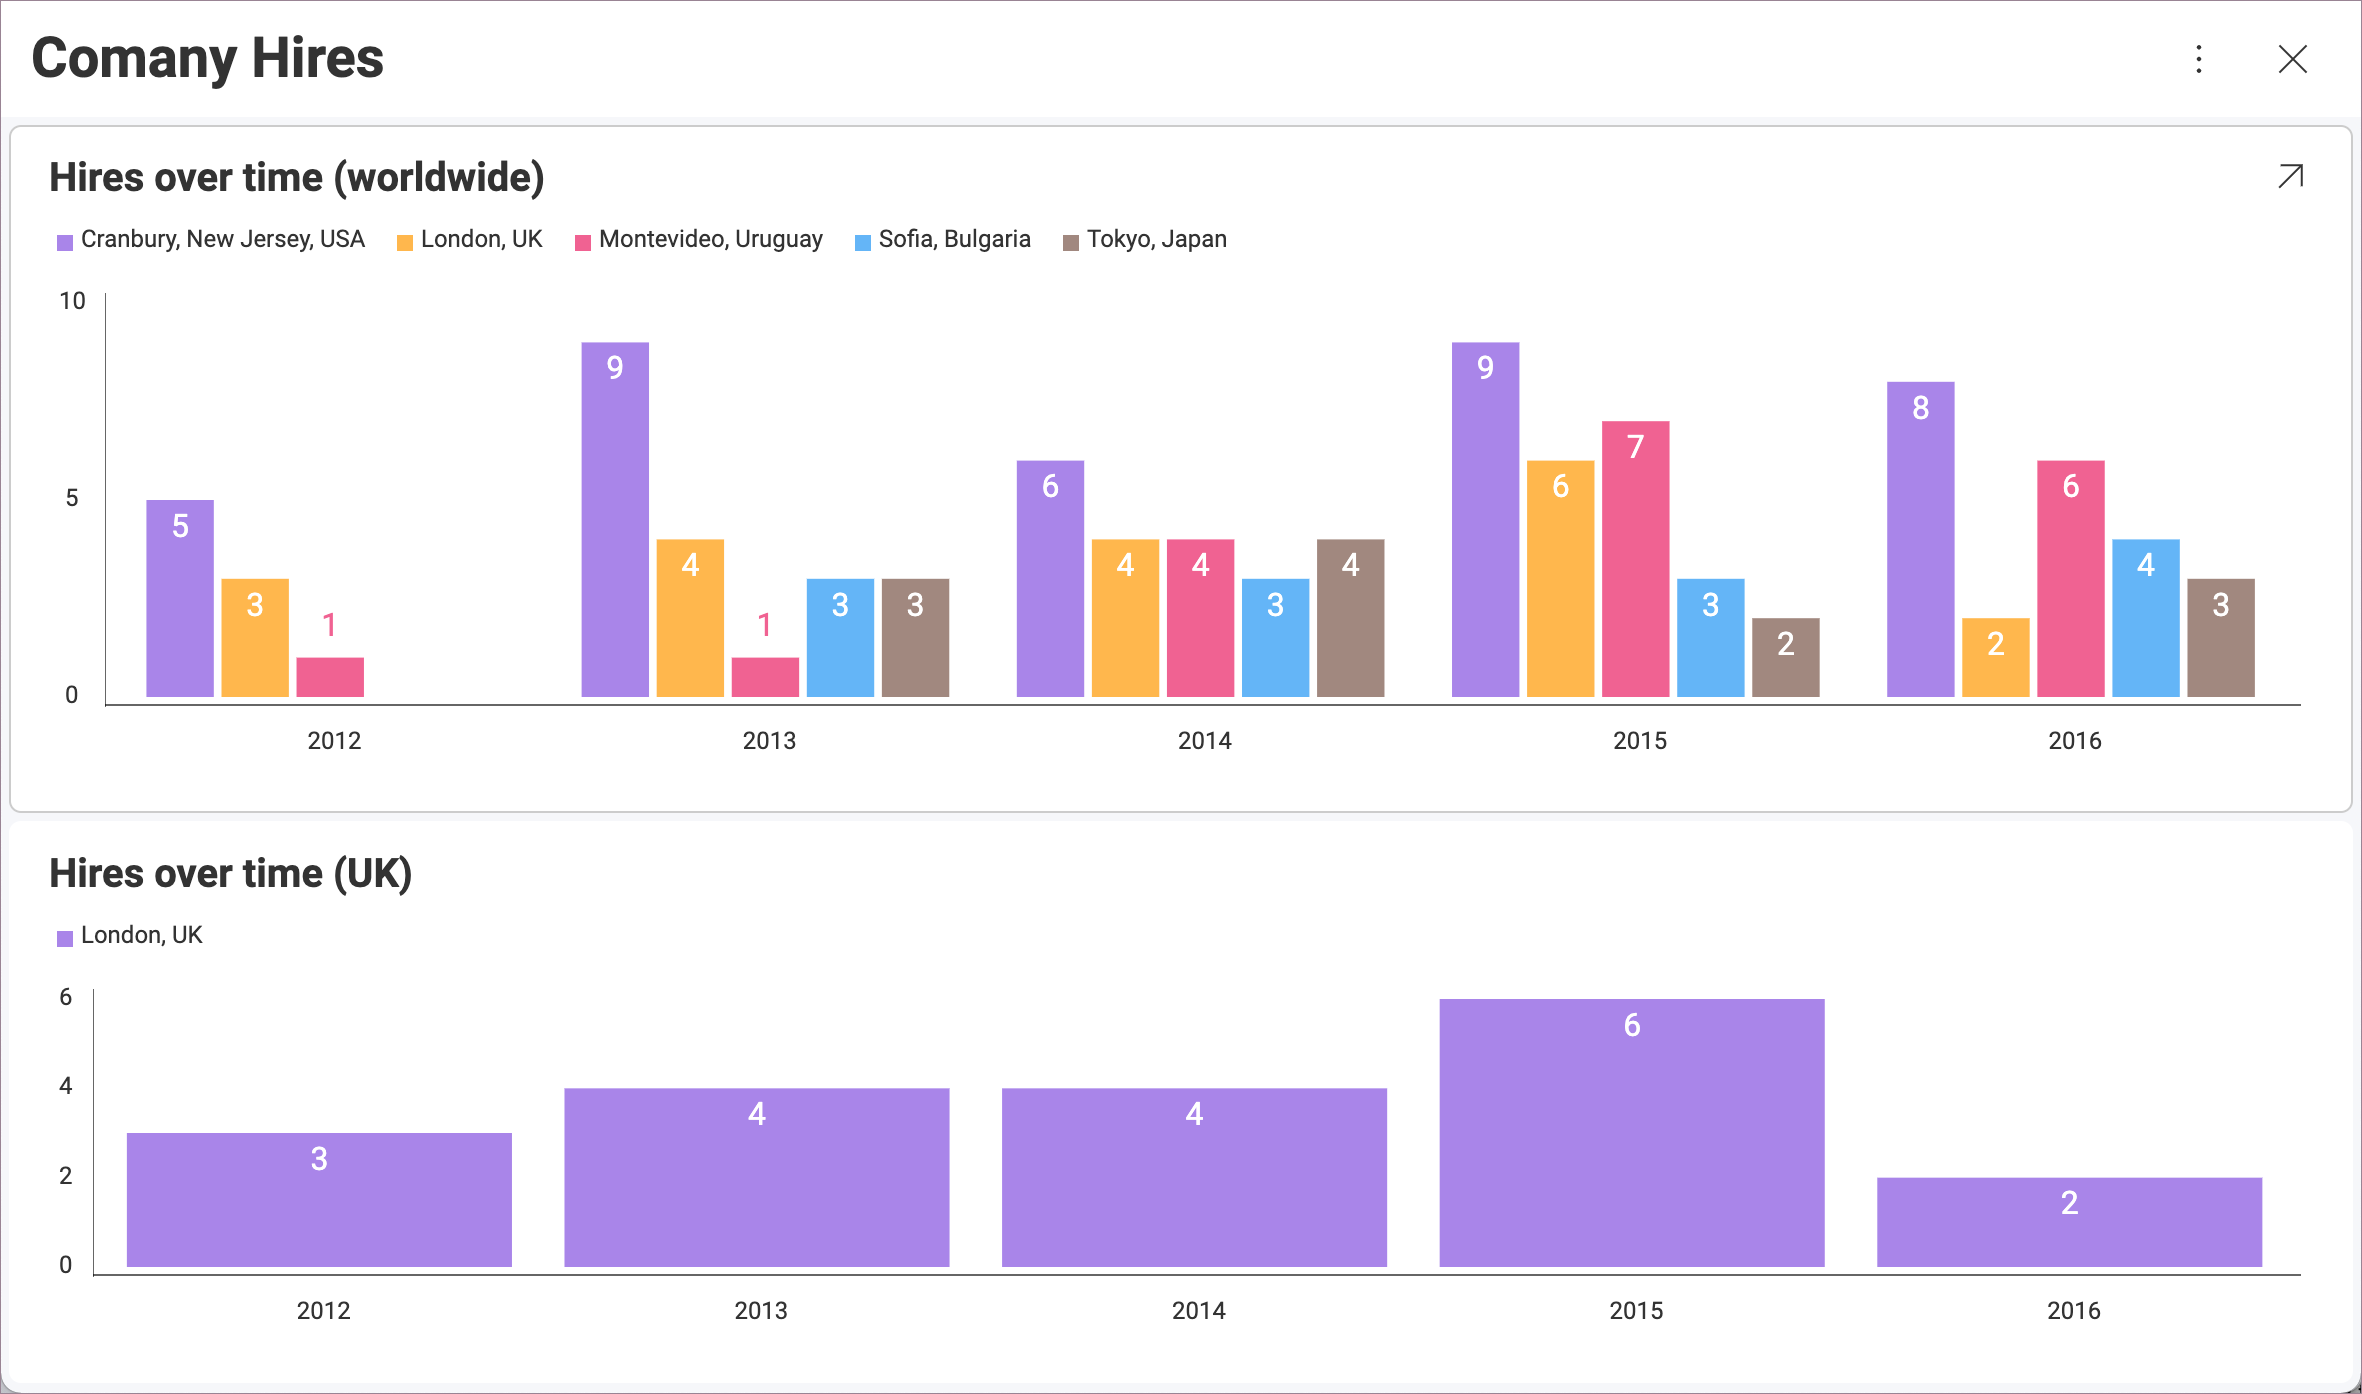 Comany Hires
Hires over time (worldwide)
Cranbury, New Jersey, USA London, UK Montevideo, Uruguay Sofia, Bulgaria Tokyo, Japan
10
5
0
5 3 1
9 4 1 3 3
6 4 4 3 4
9 6 7 3 2
8 2 6 4 3
2012 2013 2014 2015 2016
Hires over time (UK)
London, UK
6
4
2
0
3 4 4 6 2
2012 2013 2014 2015 2016